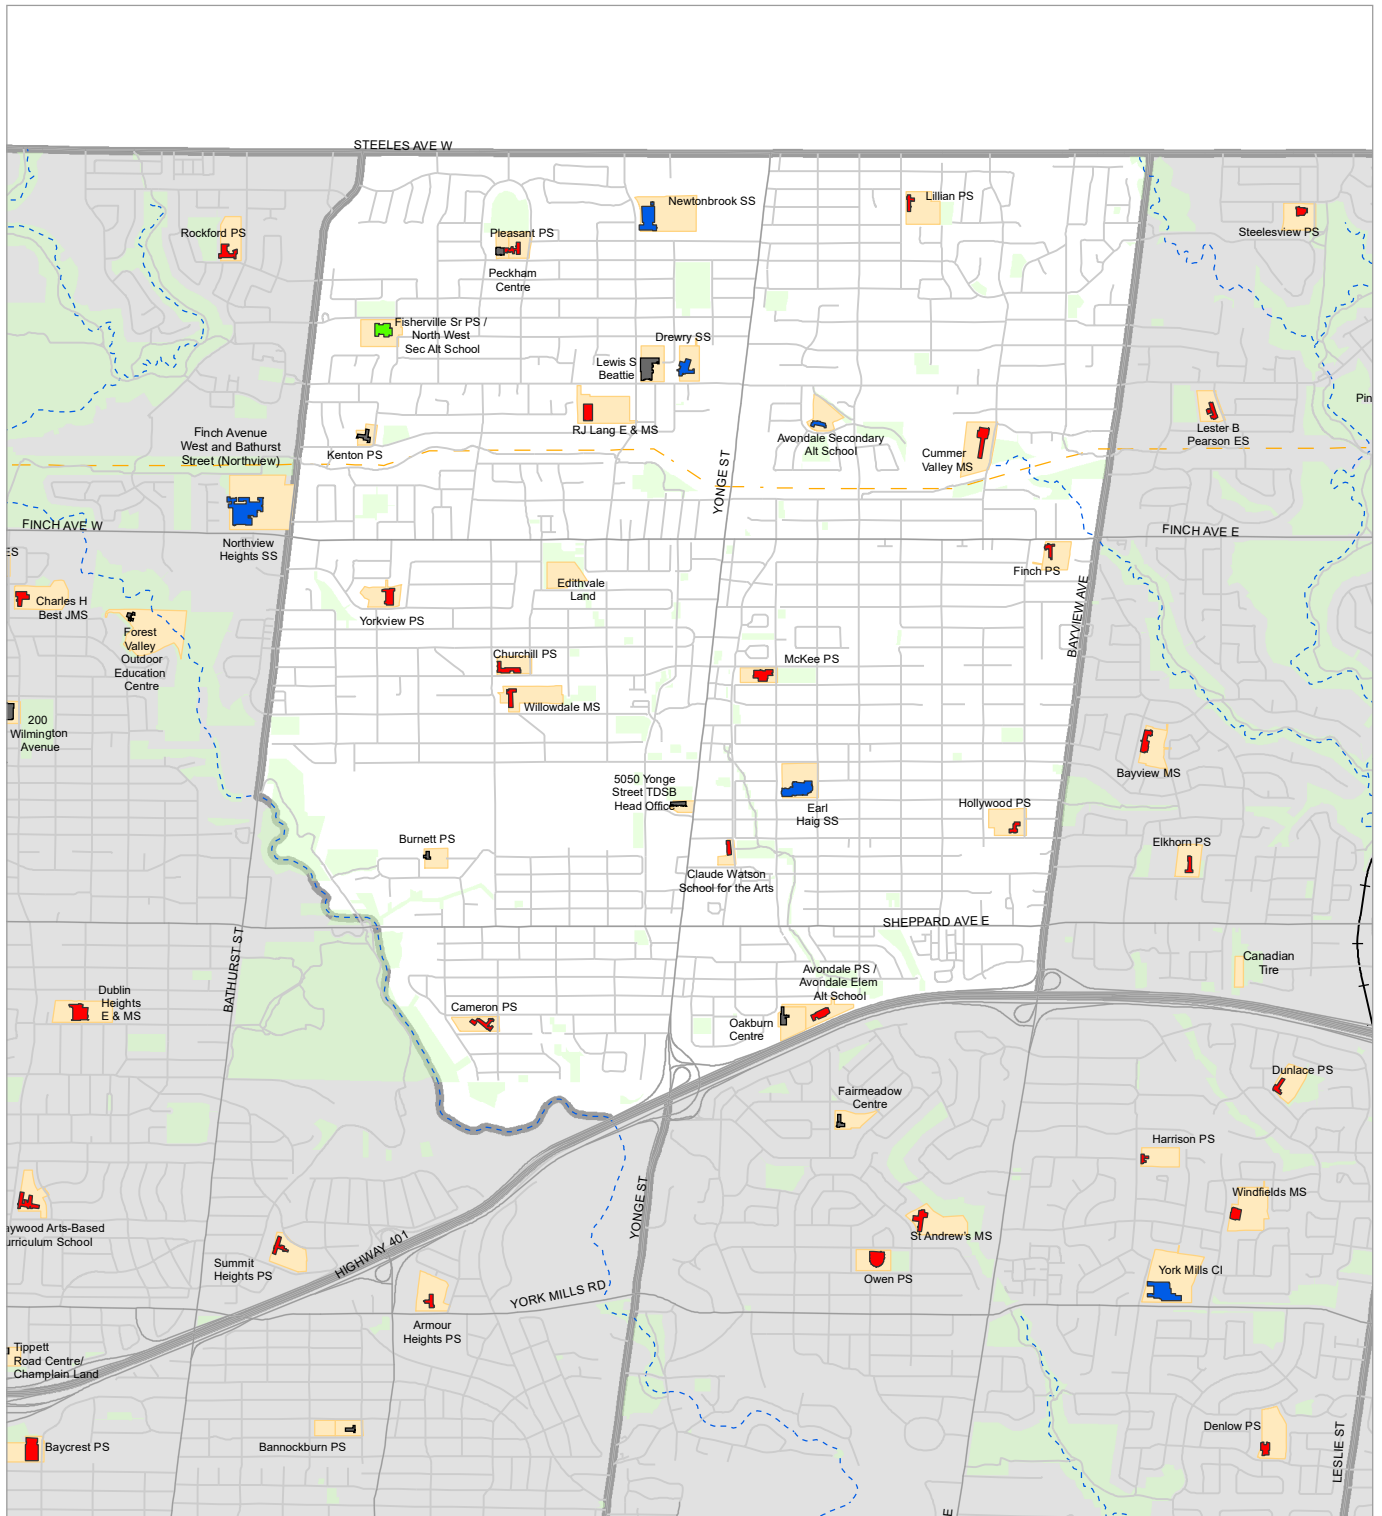 STEELES AVE W
Rockford PS
Pleasant PS
Peckham
Centre
Newtonbrook SS
Lillian PS
Steelesview PS
Fisherville Sr PS /
North West
Sec Alt School
Drewry SS
Lewis S
Beattie
RJ Lang E & MS
Kenton PS
Finch Avenue
West and Bathurst
Street (Northview)
Avondale Secondary
Alt School
Cummer
Valley MS
Lester B
Pearson ES
Pin
YONGE ST
FINCH AVE W
Northview
Heights SS
FINCH AVE E
ES
Finch PS
Charles H
Best JMS
Forest
Valley
Outdoor
Education
Centre
Yorkview PS
Edithvale
Land
BAYVIEW AVE
Churchill PS
Willowdale MS
McKee PS
200
Wilmington
Avenue
Bayview MS
5050 Yonge
Street TDSB
Head Office
Earl
Haig SS
Hollywood PS
Burnett PS
Elkhorn PS
Claude Watson
School for the Arts
SHEPPARD AVE E
BATHURST ST
Canadian
Tire
Dublin
Heights
E & MS
Cameron PS
Avondale PS /
Avondale Elem
Alt School
Oakburn
Centre
Dunlace PS
Fairmeadow
Centre
Harrison PS
Windfields MS
aywood Arts-Based
urriculum School
Summit
Heights PS
HIGHWAY 401
YONGE ST
St Andrew's MS
Owen PS
York Mills CI
YORK MILLS RD
Armour
Heights PS
Tippett
Road Centre/
Champlain Land
Baycrest PS
Bannockburn PS
Denlow PS
LESLIE ST
E